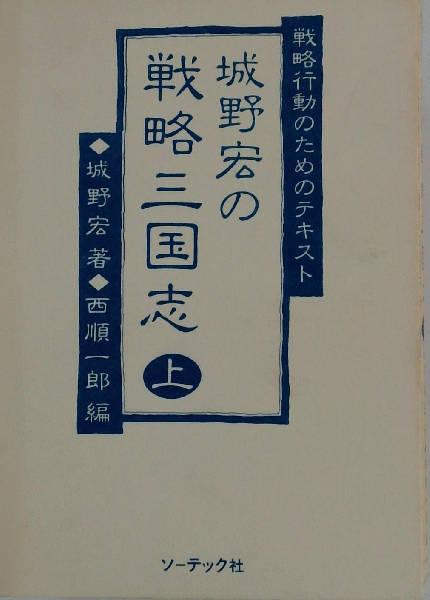 戦略行動のためのテキスト
城野宏の
戦略三国志 上
◆城野宏 著◆西順一郎 編
ソーテック社